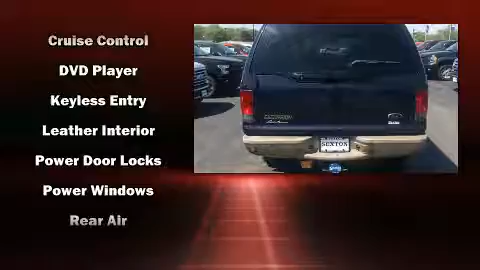 Cruise Control
DVD Player
Keyless Entry
Leather Interior
Power Door Locks
Power Windows
Rear Air
SEXTON